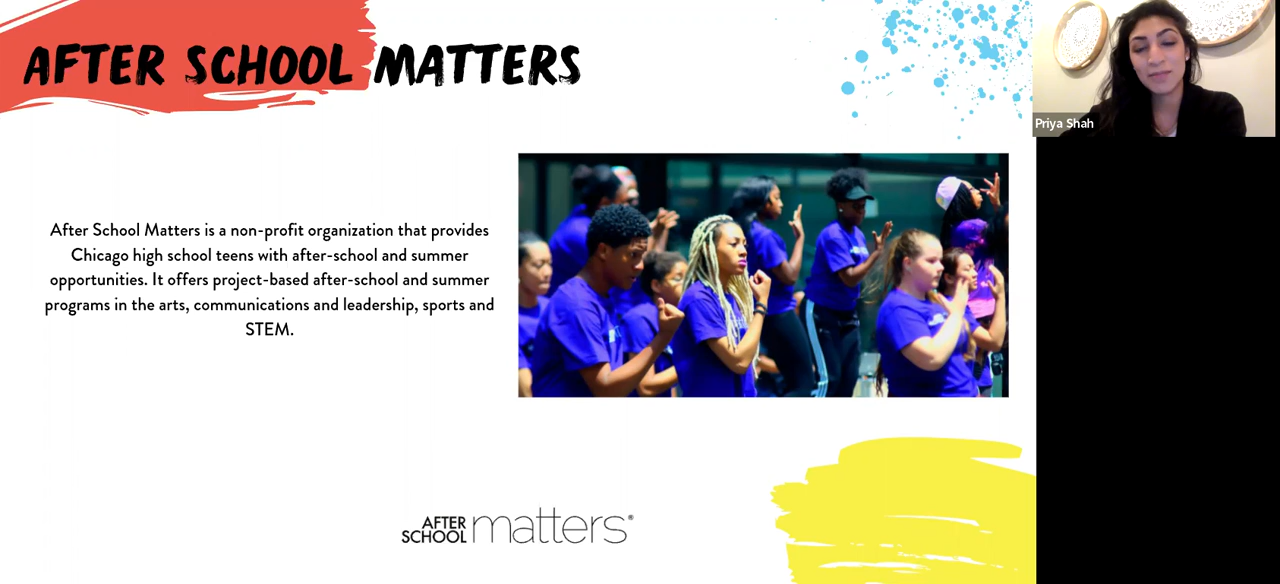 AFTER SCHOOL MATTERS
Priya Shah
After School Matters is a non-profit organization that provides
Chicago high school teens with after-school and summer
opportunities. It offers project-based after-school and summer
programs in the arts, communications and leadership, sports and
STEM.
AFTER
SCHOOL matters®